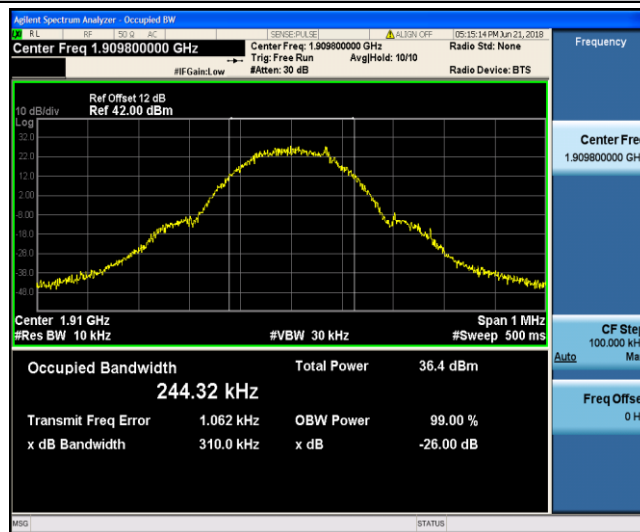 Agilent Spectrum Analyzer - Occupied BW
RL RF 50 Ω AC SENSE:PULSE ALIGN OFF 05:15:14 PM Jun 21, 2018
Center Freq 1.909800000 GHz
Center Freq: 1.909800000 GHz
Radio Std: None
Trig: Free Run Avg|Hold: 10/10
#IFGain:Low #Atten: 30 dB Radio Device: BTS
Ref Offset 12 dB
10 dB/div Ref 42.00 dBm
Log
32.0
22.0
12.0
2.00
-8.00
-18.0
-28.0
-38.0
-48.0
Center 1.91 GHz Span 1 MHz
#Res BW 10 kHz #VBW 30 kHz #Sweep 500 ms
Occupied Bandwidth Total Power 36.4 dBm
244.32 kHz
Transmit Freq Error 1.062 kHz OBW Power 99.00 %
x dB Bandwidth 310.0 kHz x dB -26.00 dB
MSG STATUS
Frequency
Center Fre
1.909800000 GH
CF Step
100.000 kH
Auto Ma
Freq Offse
0 H